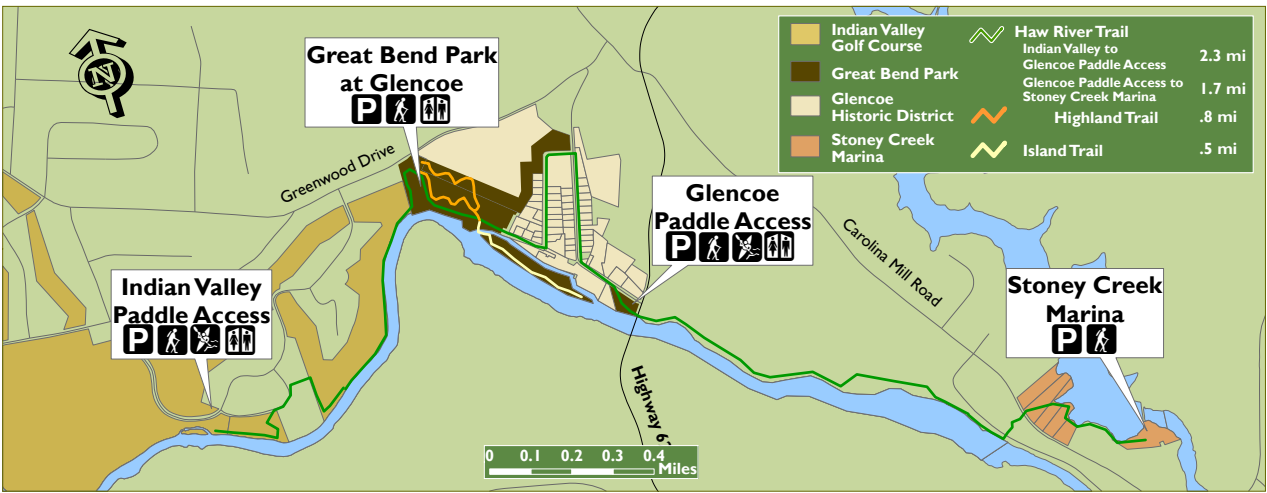 N
Great Bend Park
at Glencoe
P
Greenwood Drive
Indian Valley
Paddle Access
P
Glencoe
Paddle Access
P
Carolina Mill Road
Stoney Creek
Marina
P
Indian Valley
Golf Course
Great Bend Park
Glencoe
Historic District
Stoney Creek
Marina
Haw River Trail
Indian Valley to
Glencoe Paddle Access 2.3 mi
Glencoe Paddle Access to
Stoney Creek Marina 1.7 mi
Highland Trail .8 mi
Island Trail .5 mi
Highway
0 0.1 0.2 0.3 0.4
Miles